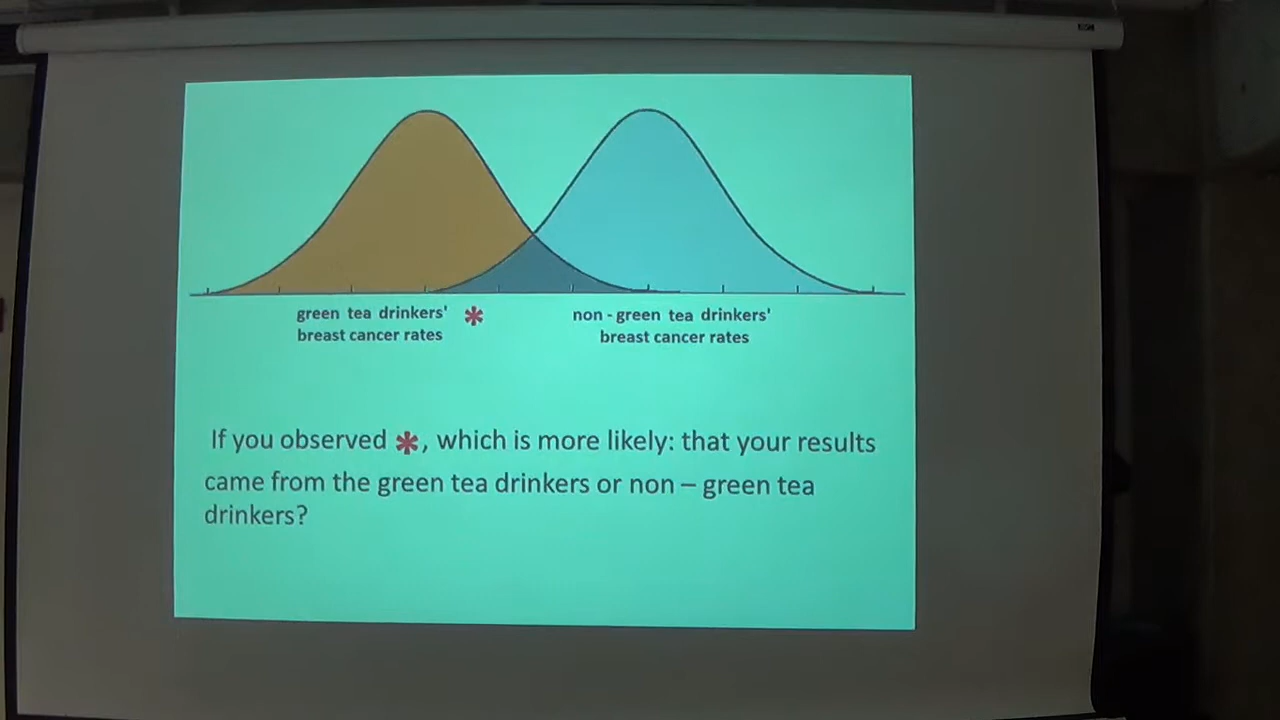 green tea drinkers' * non - green tea drinkers'
breast cancer rates breast cancer rates
If you observed *, which is more likely: that your results
came from the green tea drinkers or non – green tea
drinkers?